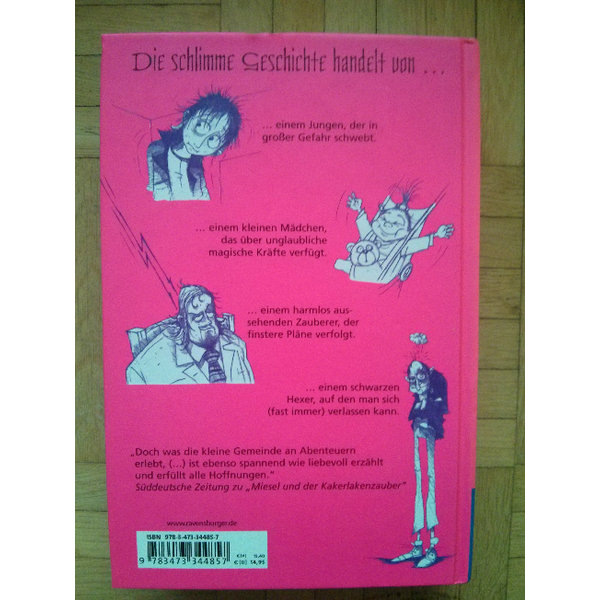 Die schlimme Geschichte handelt von ...
... einem Jungen, der in
großer Gefahr schwebt.
... einem kleinen Mädchen,
das über unglaubliche
magische Kräfte verfügt.
... einem harmlos aus-
sehenden Zauberer, der
finstere Pläne verfolgt.
... einem schwarzen
Hexer, auf den man sich
(fast immer) verlassen kann.
„Doch was die kleine Gemeinde an Abenteuern
erlebt, (...) ist ebenso spannend wie liebevoll erzählt
und erfüllt alle Hoffnungen.“
Süddeutsche Zeitung zu „Miesel und der Kakerlakenzauber“
www.ravensburger.de
ISBN 978-3-473-34485-7
9 783473 344857
€ [D] 14,95